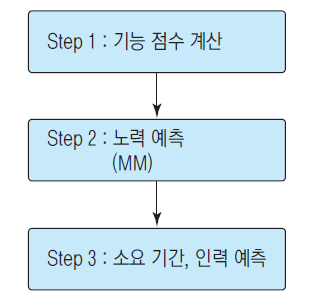 Step 1 : 기능 점수 계산
Step 2 : 노력 예측
(MM)
Step 3 : 소요 기간, 인력 예측